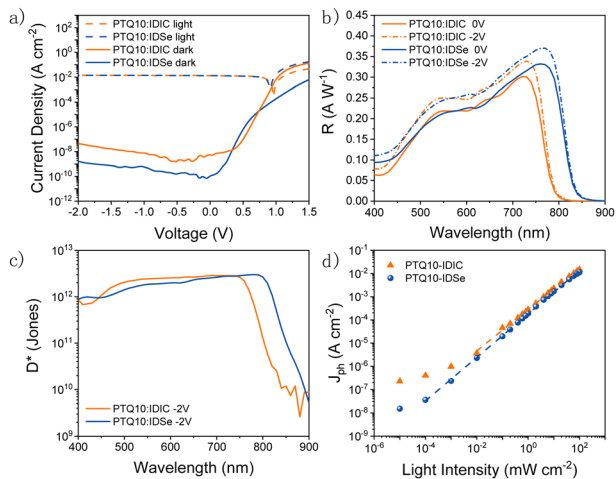 a)
PTQ10:IDIC light
PTQ10:IDSe light
PTQ10:IDIC dark
PTQ10:IDSe dark
Current Density (A cm⁻²)
10² 10⁰ 10⁻² 10⁻⁴ 10⁻⁶ 10⁻⁸ 10⁻¹⁰ 10⁻¹²
-2.0 -1.5 -1.0 -0.5 0.0 0.5 1.0 1.5
Voltage (V)
b)
PTQ10:IDIC 0V
PTQ10:IDIC -2V
PTQ10:IDSe 0V
PTQ10:IDSe -2V
R (A W⁻¹)
0.45 0.40 0.35 0.30 0.25 0.20 0.15 0.10 0.05 0.00
400 500 600 700 800 900
Wavelength (nm)
c)
D* (Jones)
10¹³ 10¹² 10¹¹ 10¹⁰ 10⁹
PTQ10:IDIC -2V
PTQ10:IDSe -2V
400 500 600 700 800 900
Wavelength (nm)
d)
PTQ10-IDIC
PTQ10-IDSe
Jph (A cm⁻²)
10⁻¹ 10⁻² 10⁻³ 10⁻⁴ 10⁻⁵ 10⁻⁶ 10⁻⁷ 10⁻⁸ 10⁻⁹
10⁻⁶ 10⁻⁴ 10⁻² 10⁰ 10²
Light Intensity (mW cm⁻²)